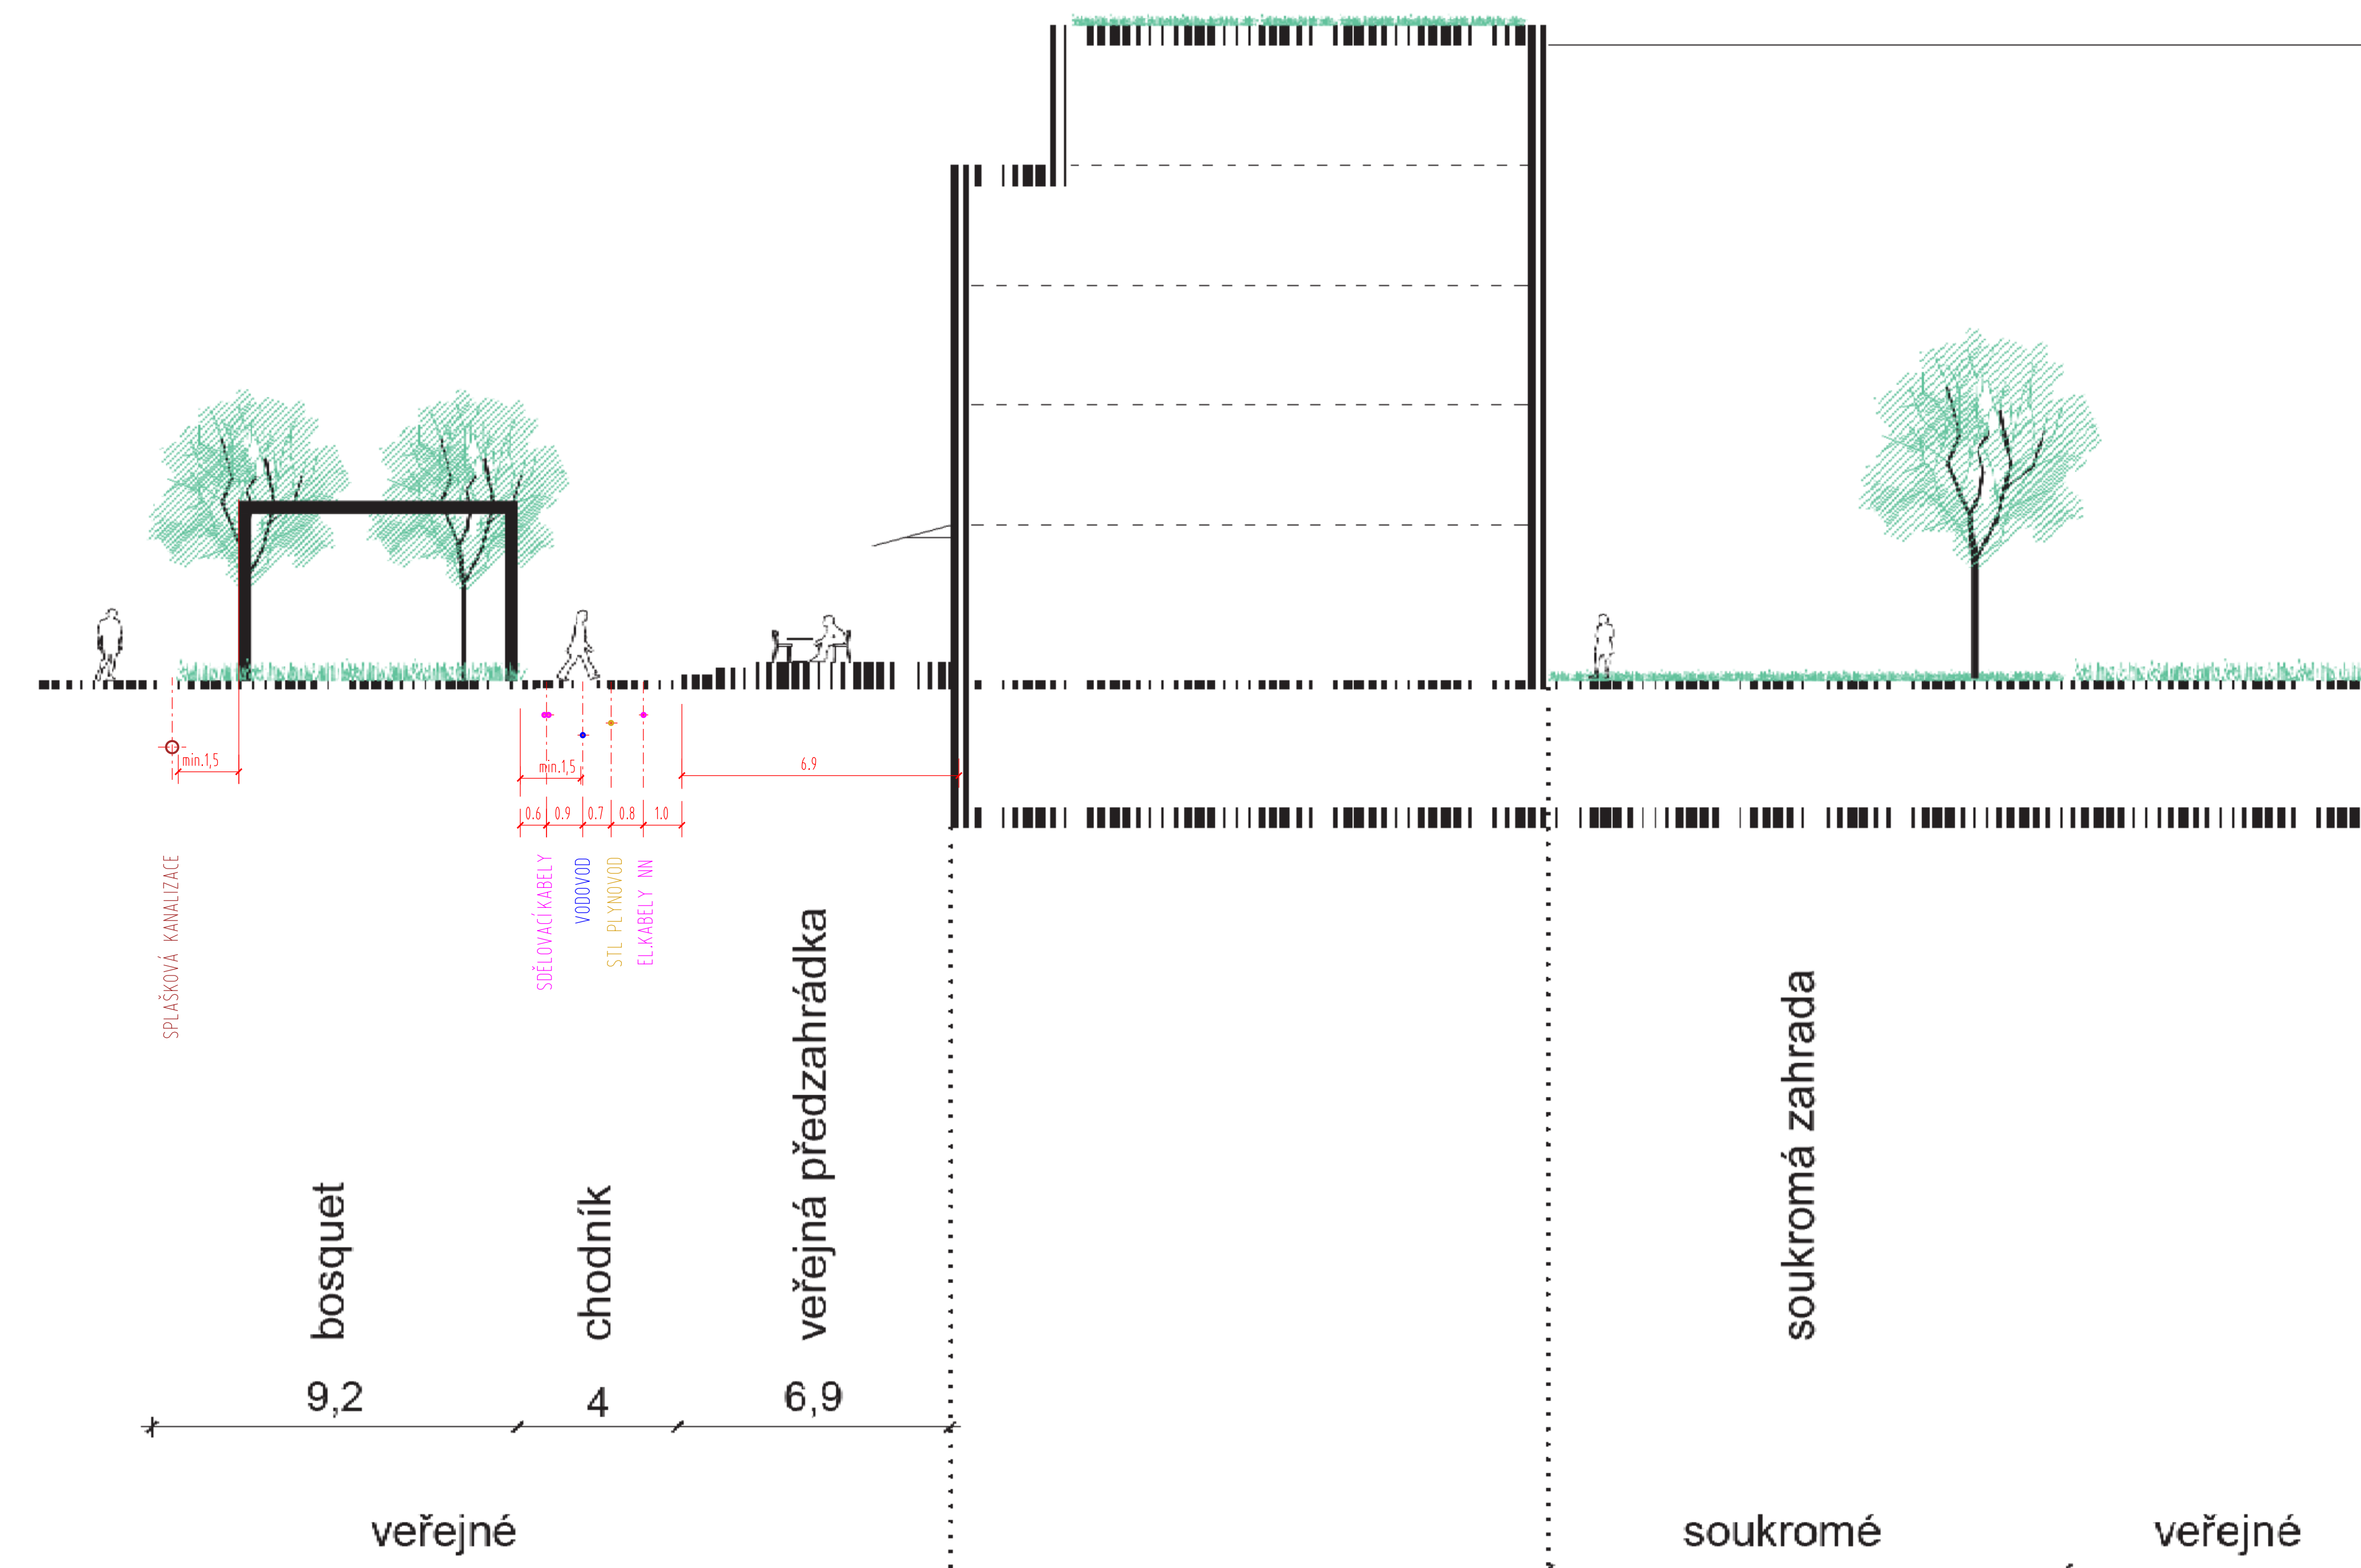 min.1,5
min.1,5
6.9
0.6
0.9
0.7
0.8
1.0
SPLAŠKOVÁ KANALIZACE
SDĚLOVACÍ KABELY
VODOVOD
STL PLYNOVOD
EL.KABELY NN
bosquet
chodník
veřejná předzahrádka
soukromá zahrada
9,2
4
6,9
veřejné
soukromé
veřejné